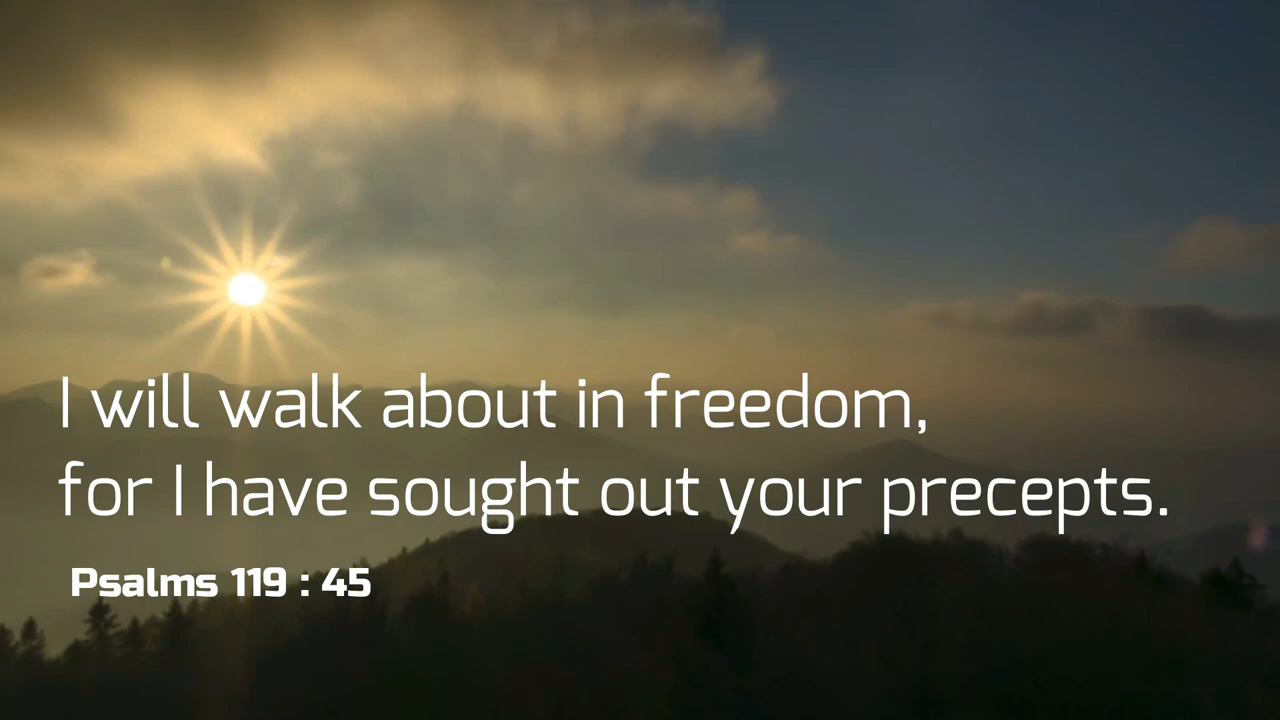 I will walk about in freedom,
for I have sought out your precepts.
Psalms 119 : 45